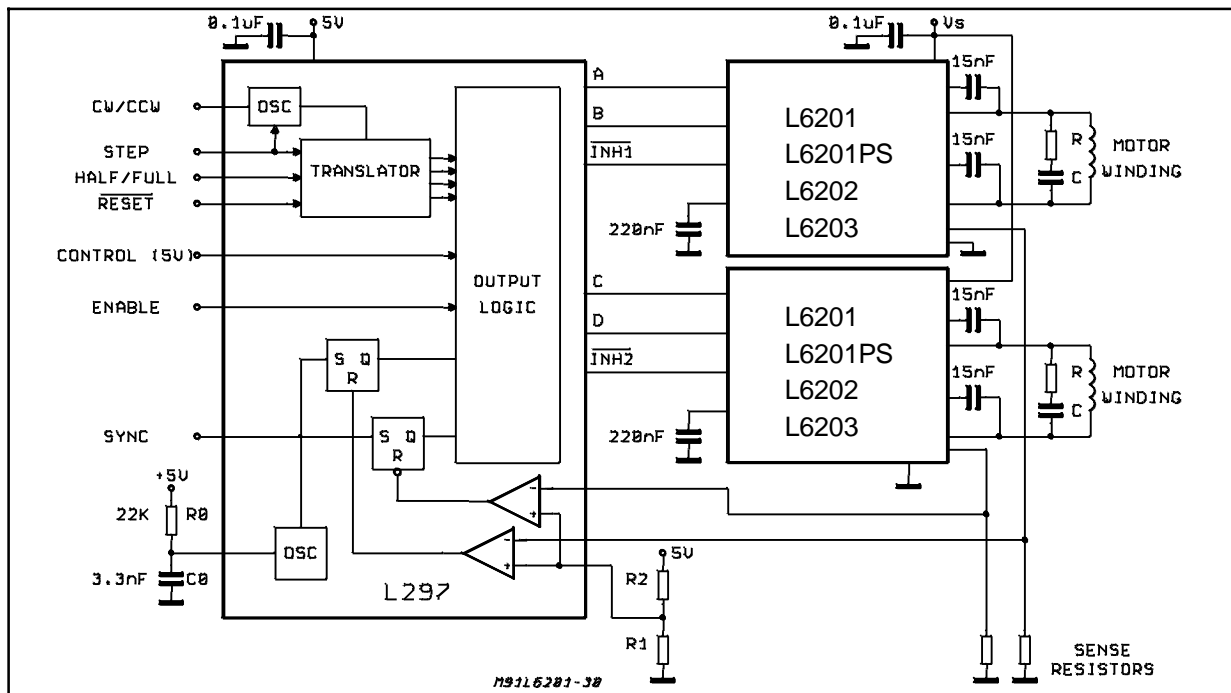 0.1uF
5V
0.1uF
Vs
15nF
A
CW/CCW
OSC
B
L6201
STEP
INH1
L6201PS
15nF
R
MOTOR
HALF/FULL
TRANSLATOR
L6202
C
WINDING
RESET
220nF
L6203
CONTROL (5V)
OUTPUT
LOGIC
C
15nF
ENABLE
D
L6201
S Q
R
INH2
L6201PS
15nF
R
MOTOR
L6202
C
WINDING
SYNC
S Q
R
220nF
L6203
+5V
-
+
22K
R0
OSC
-
+
5V
3.3nF
C0
R2
L297
R1
SENSE
RESISTORS
M91L6201-30